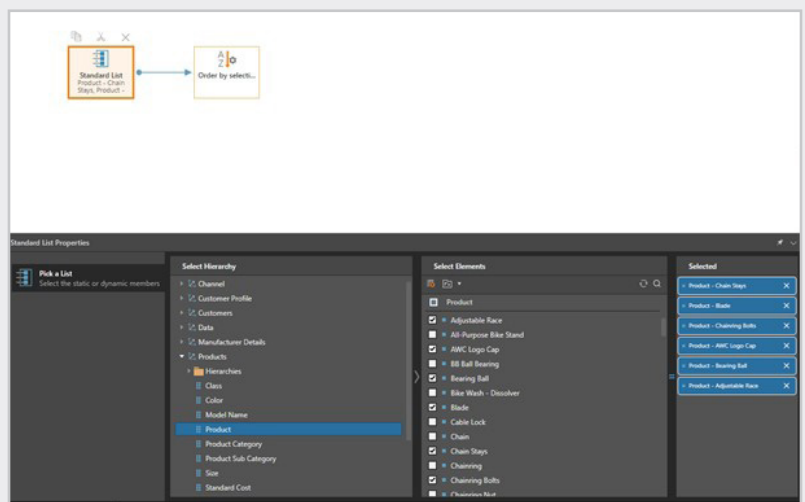 Standard List
Product - Chain
Stays, Product -
Order by selecti...
Standard List Properties
Pick a List
Select the static or dynamic members
Select Hierarchy
Channel
Customer Profile
Customers
Data
Manufacturer Details
Products
Hierarchies
Class
Color
Model Name
Product
Product Category
Product Sub Category
Size
Standard Cost
Select Elements
Product
Adjustable Race
All-Purpose Bike Stand
AWC Logo Cap
BB Ball Bearing
Bearing Ball
Bike Wash - Dissolver
Blade
Cable Lock
Chain
Chain Stays
Chainring
Chainring Bolts
Chainring Nut
Selected
Product - Chain Stays
Product - Blade
Product - Chainring Bolts
Product - AWC Logo Cap
Product - Bearing Ball
Product - Adjustable Race